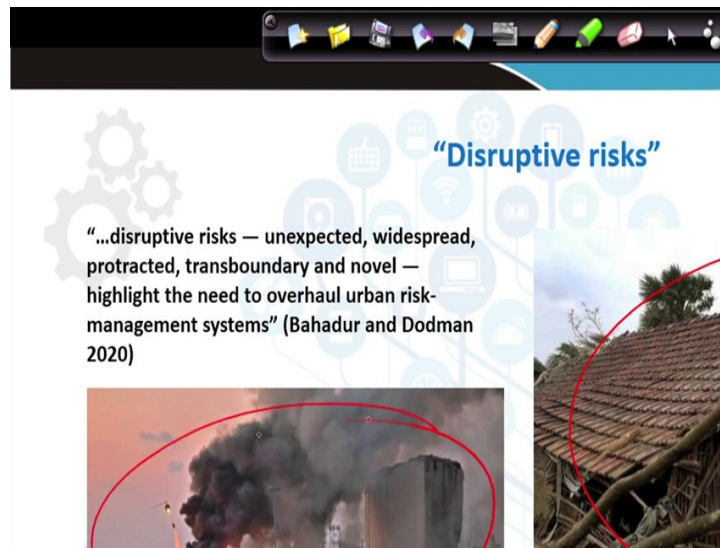 “Disruptive risks”
“...disruptive risks — unexpected, widespread,
protracted, transboundary and novel —
highlight the need to overhaul urban risk-
management systems” (Bahadur and Dodman
2020)